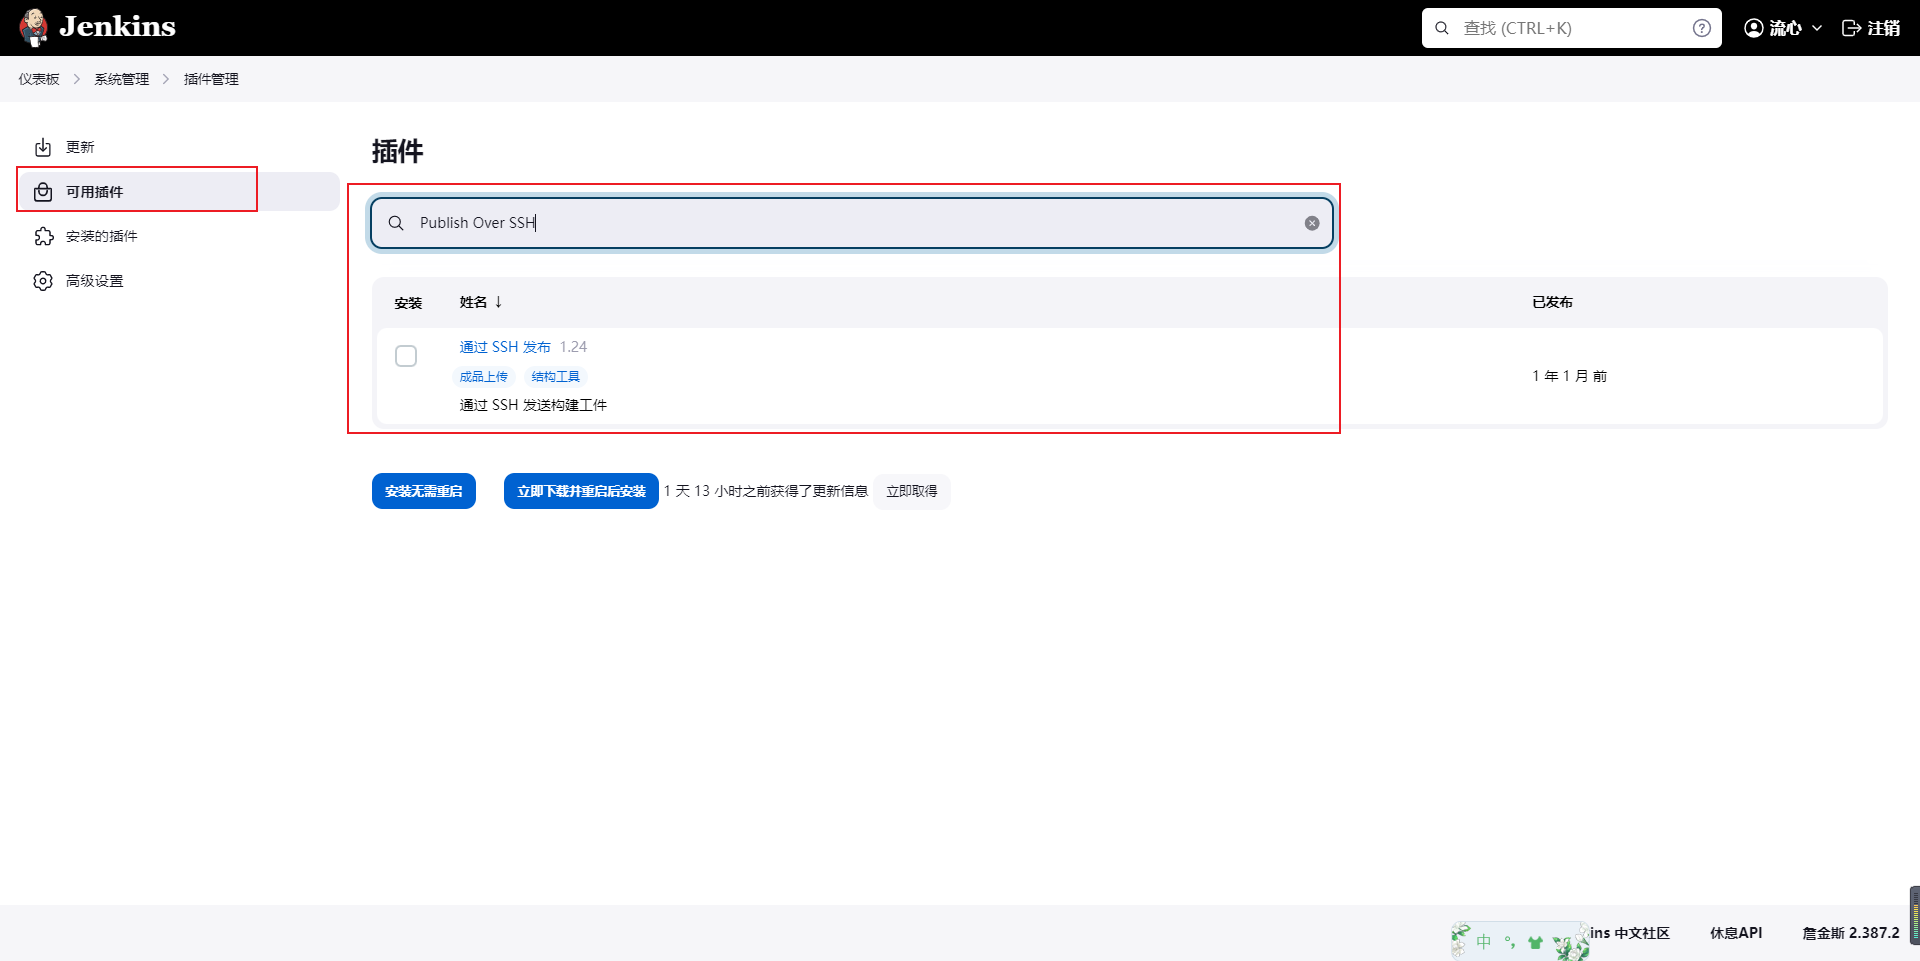 Jenkins
查找 (CTRL+K)
流心
注销
仪表板
系统管理
插件管理
更新
可用插件
安装的插件
高级设置
插件
Publish Over SSH
安装
姓名 ↓
已发布
通过 SSH 发布 1.24
成品上传
结构工具
通过 SSH 发送构建工件
1 年 1 月 前
安装无需重启
立即下载并重启后安装
1 天 13 小时之前获得了更新信息
立即取得
中 °,
ins 中文社区
休息API
詹金斯 2.387.2